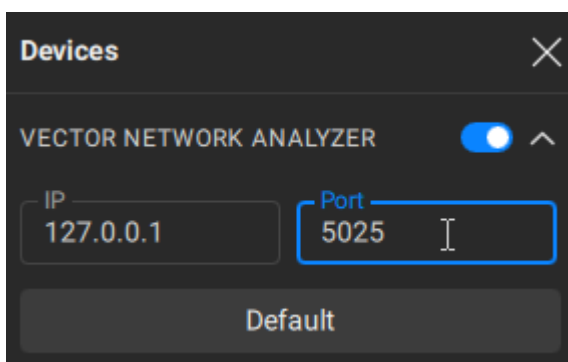 Devices
VECTOR NETWORK ANALYZER
IP Port
127.0.0.1 5025
Default